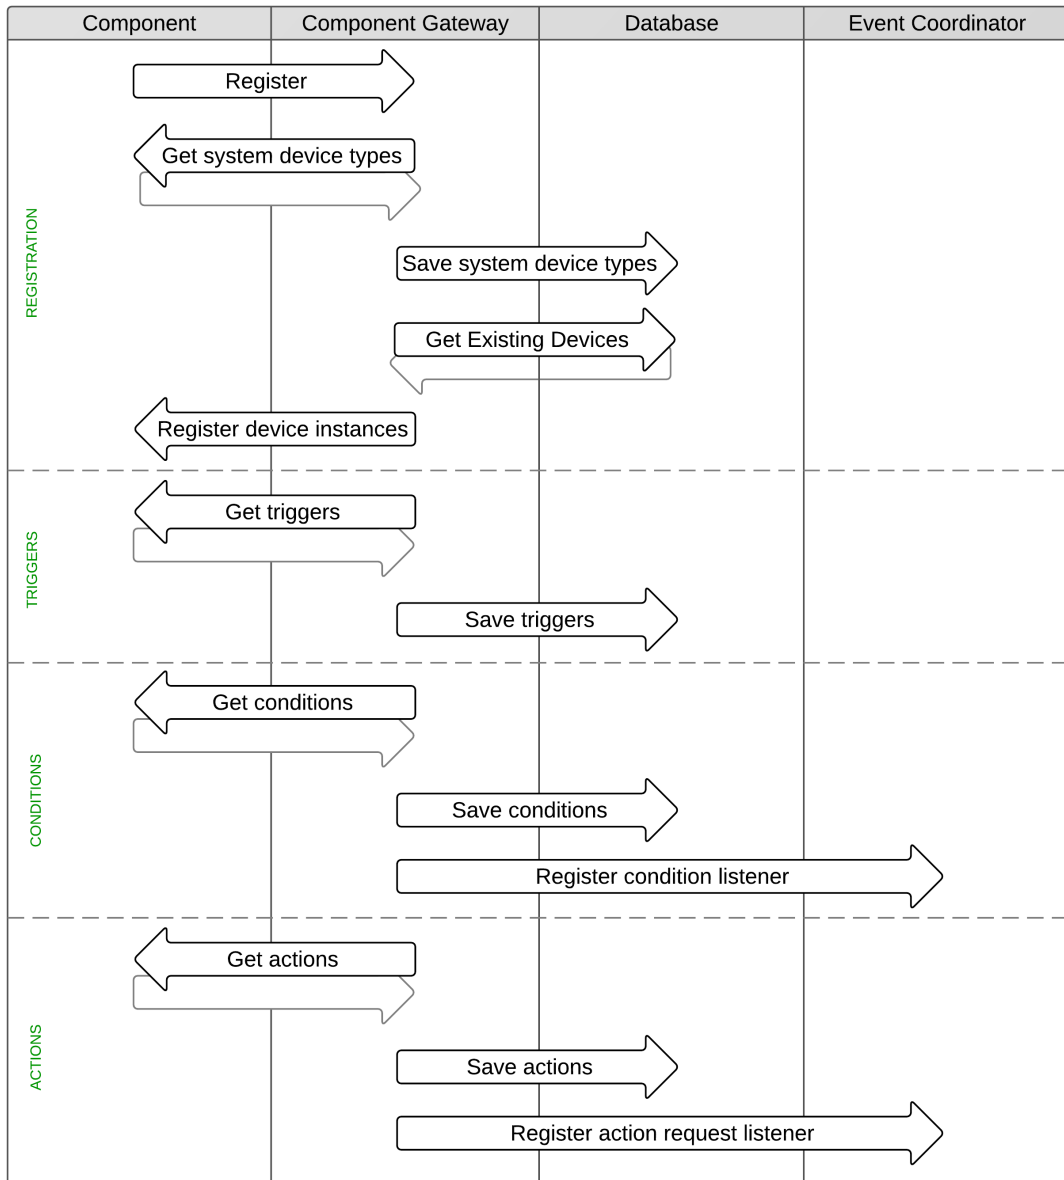 Component
Component Gateway
Database
Event Coordinator
REGISTRATION
Register
Get system device types
Save system device types
Get Existing Devices
Register device instances
TRIGGERS
Get triggers
Save triggers
CONDITIONS
Get conditions
Save conditions
Register condition listener
ACTIONS
Get actions
Save actions
Register action request listener